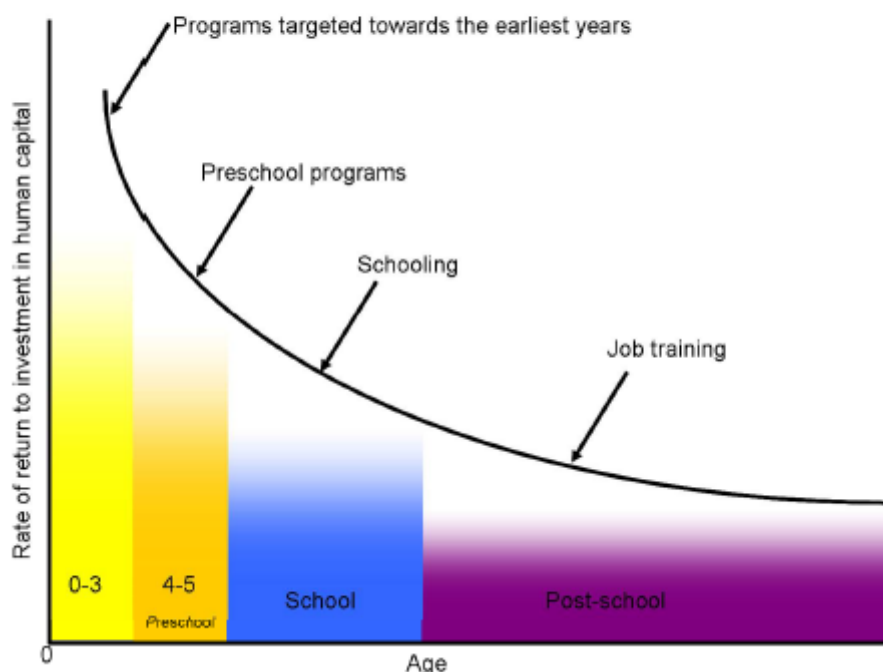 Programs targeted towards the earliest years
Preschool programs
Schooling
Job training
Rate of return to investment in human capital
0-3
4-5
Preschool
School
Post-school
0
Age